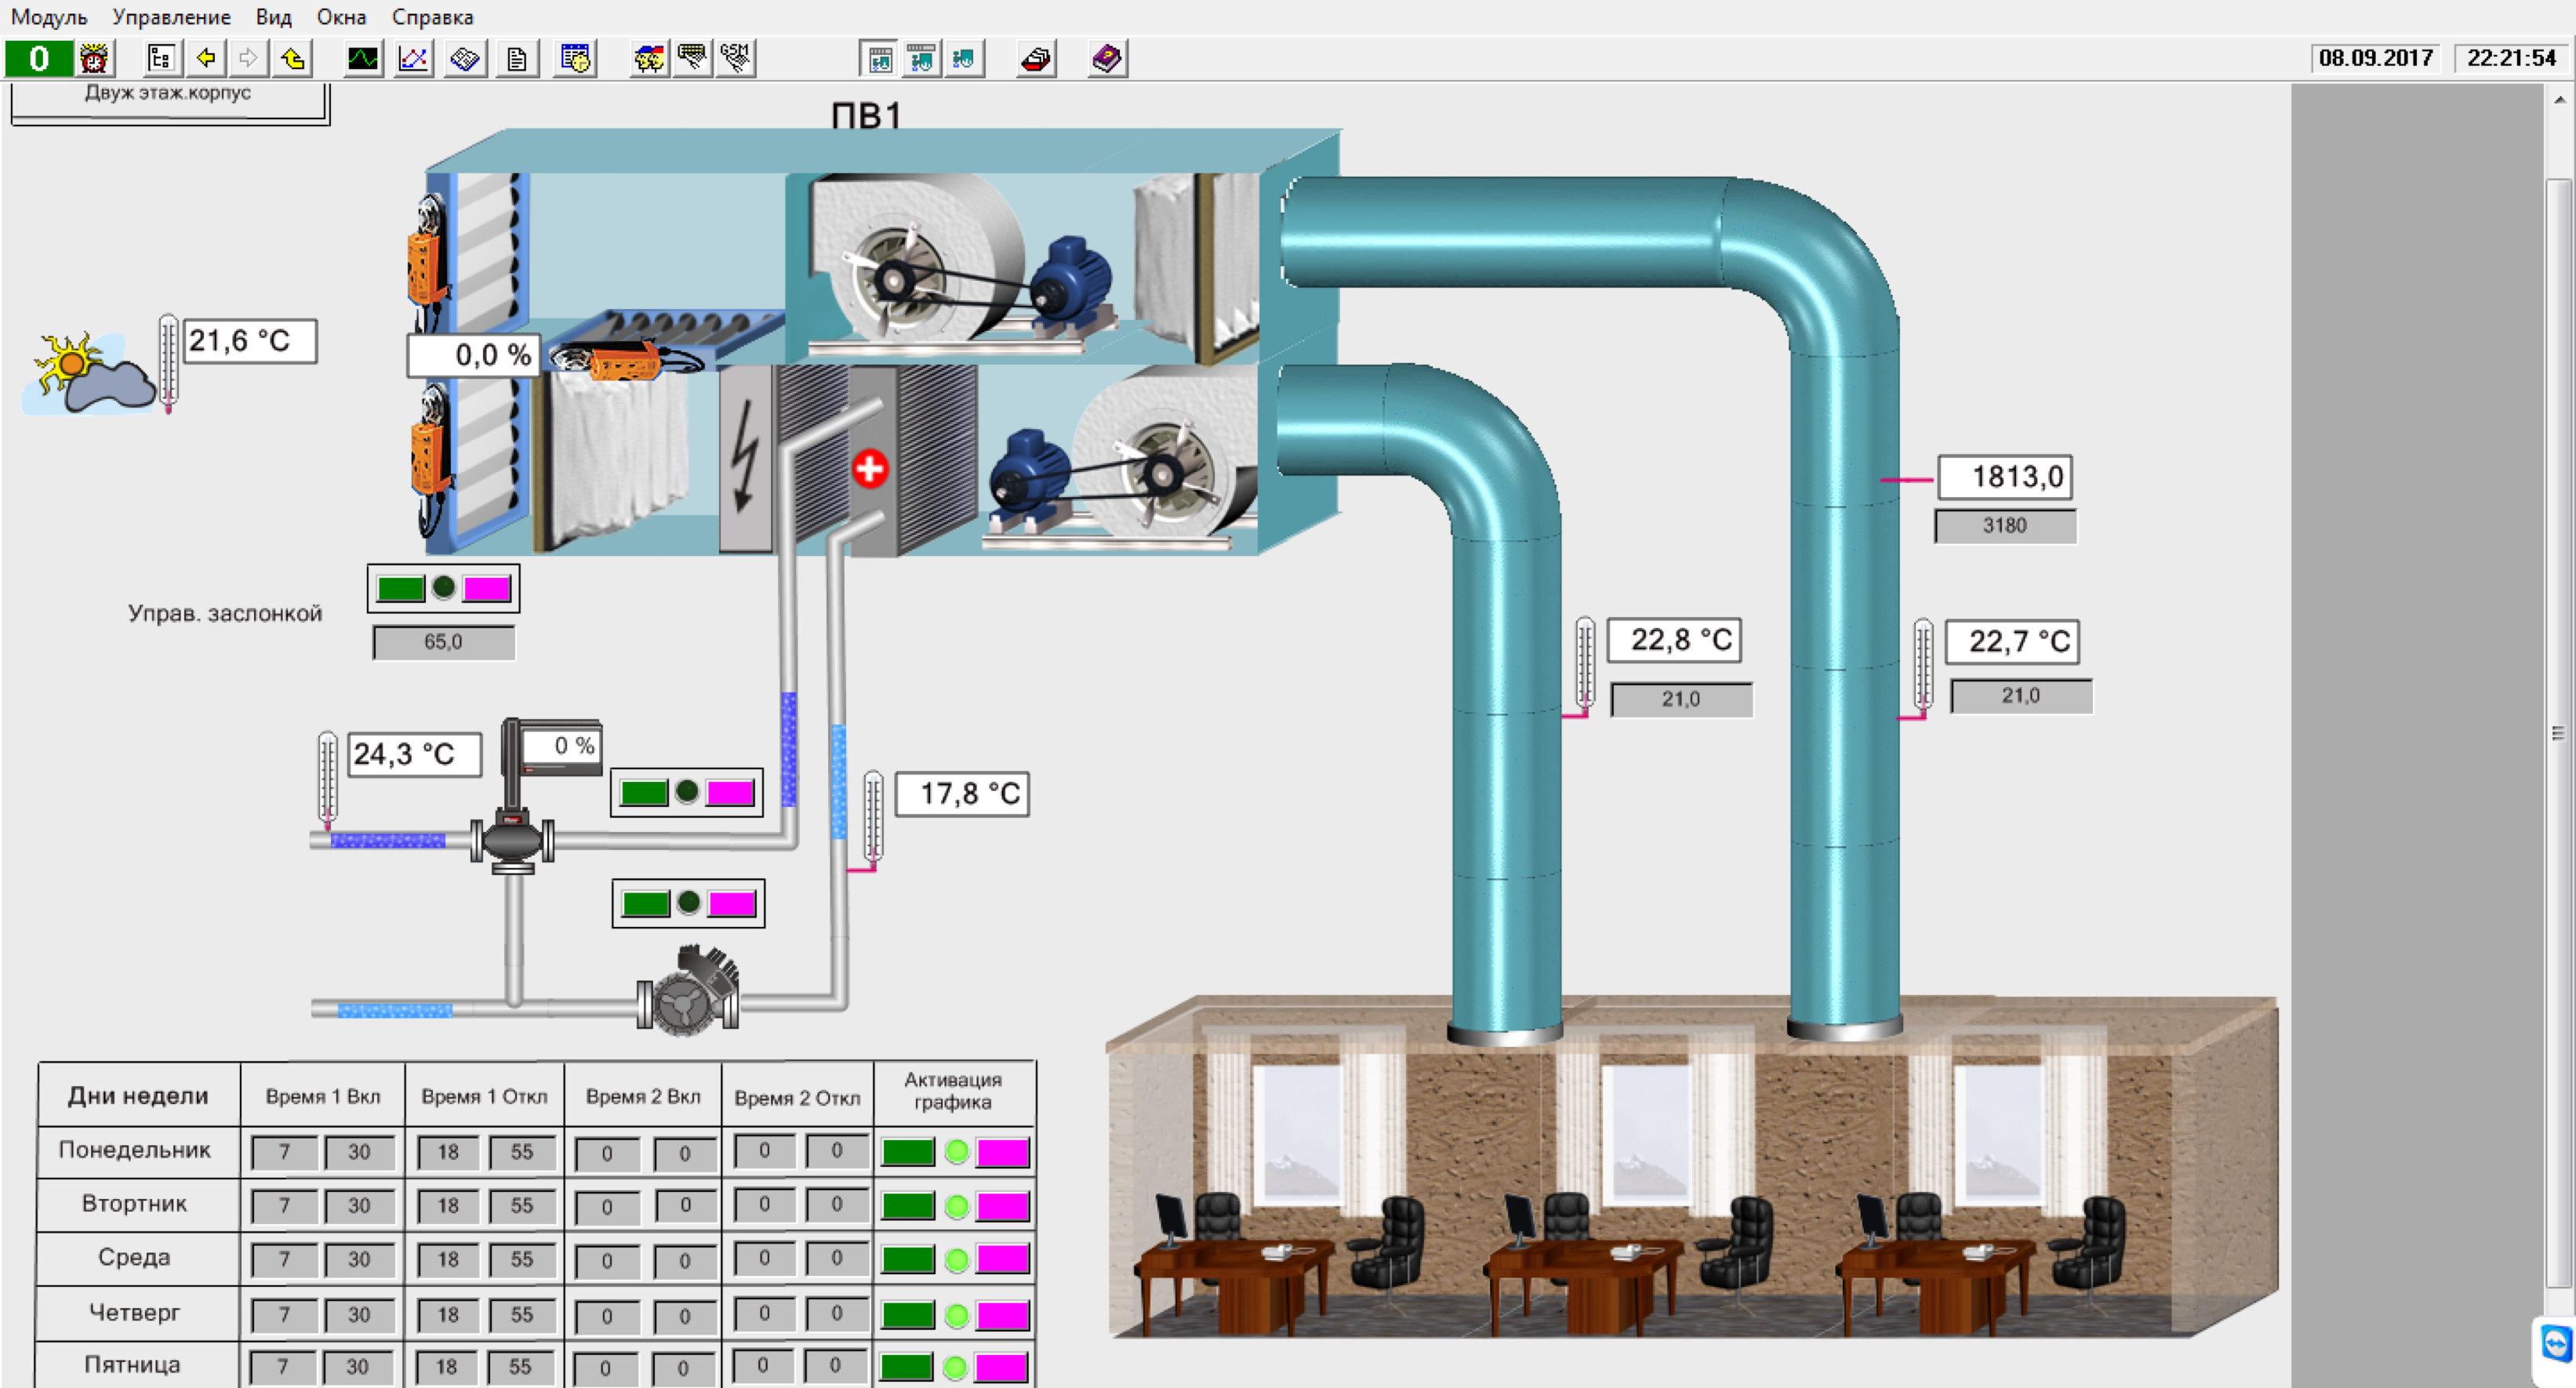 Модуль Управление Вид Окна Справка
0
GSM
08.09.2017 22:21:54
Двуж этаж.корпус
ПВ1
21,6 °C
0,0 %
1813,0
3180
Управ. заслонкой
65,0
22,8 °C
21,0
22,7 °C
21,0
24,3 °C
0 %
17,8 °C
Дни недели Время 1 Вкл Время 1 Откл Время 2 Вкл Время 2 Откл Активация
графика
Понедельник 7 30 18 55 0 0 0 0
Втортник 7 30 18 55 0 0 0 0
Среда 7 30 18 55 0 0 0 0
Четверг 7 30 18 55 0 0 0 0
Пятница 7 30 18 55 0 0 0 0